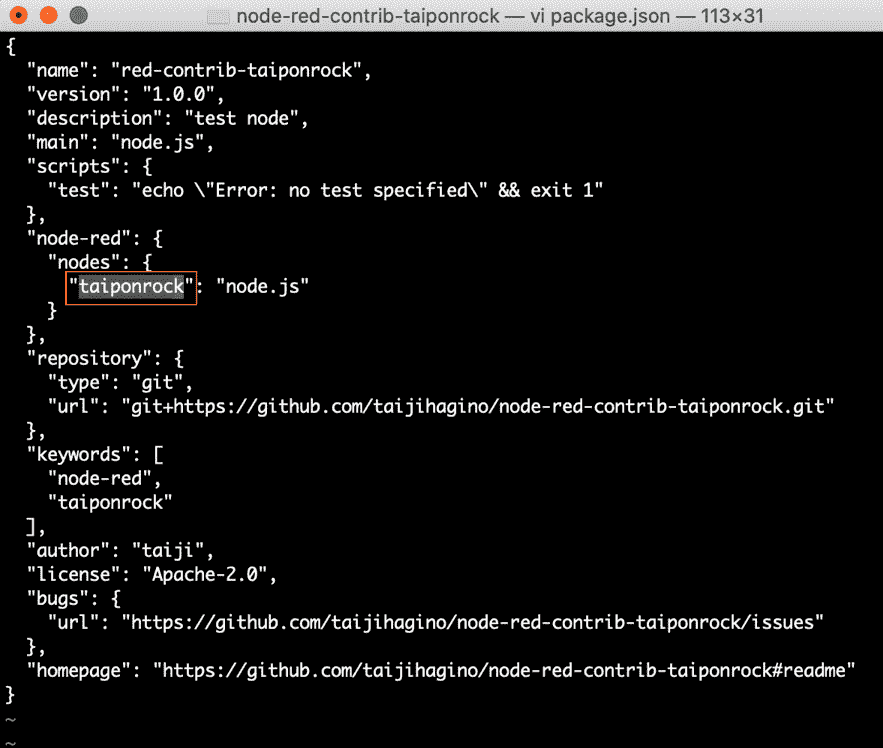 node-red-contrib-taiponrock — vi package.json — 113×31
{
  "name": "red-contrib-taiponrock",
  "version": "1.0.0",
  "description": "test node",
  "main": "node.js",
  "scripts": {
    "test": "echo \"Error: no test specified\" && exit 1"
  },
  "node-red": {
    "nodes": {
      "taiponrock": "node.js"
    }
  },
  "repository": {
    "type": "git",
    "url": "git+https://github.com/taijihagino/node-red-contrib-taiponrock.git"
  },
  "keywords": [
    "node-red",
    "taiponrock"
  ],
  "author": "taiji",
  "license": "Apache-2.0",
  "bugs": {
    "url": "https://github.com/taijihagino/node-red-contrib-taiponrock/issues"
  },
  "homepage": "https://github.com/taijihagino/node-red-contrib-taiponrock#readme"
}
~
~